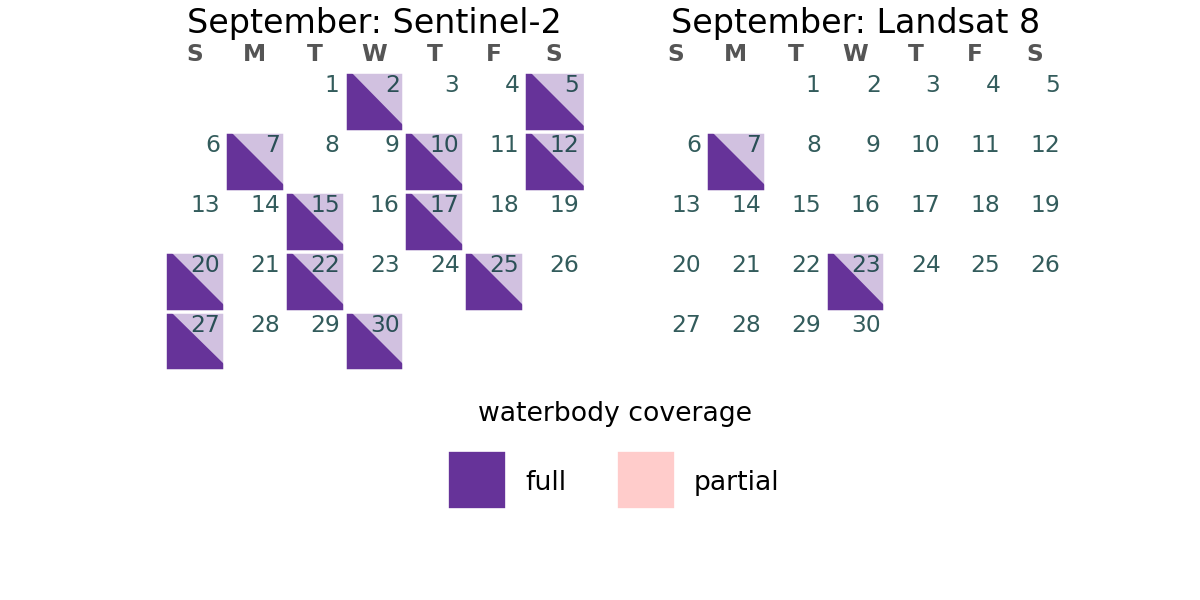 September: Sentinel-2
S M T W T F S
1 2 3 4 5
6 7 8 9 10 11 12
13 14 15 16 17 18 19
20 21 22 23 24 25 26
27 28 29 30
September: Landsat 8
S M T W T F S
1 2 3 4 5
6 7 8 9 10 11 12
13 14 15 16 17 18 19
20 21 22 23 24 25 26
27 28 29 30
waterbody coverage
full
partial